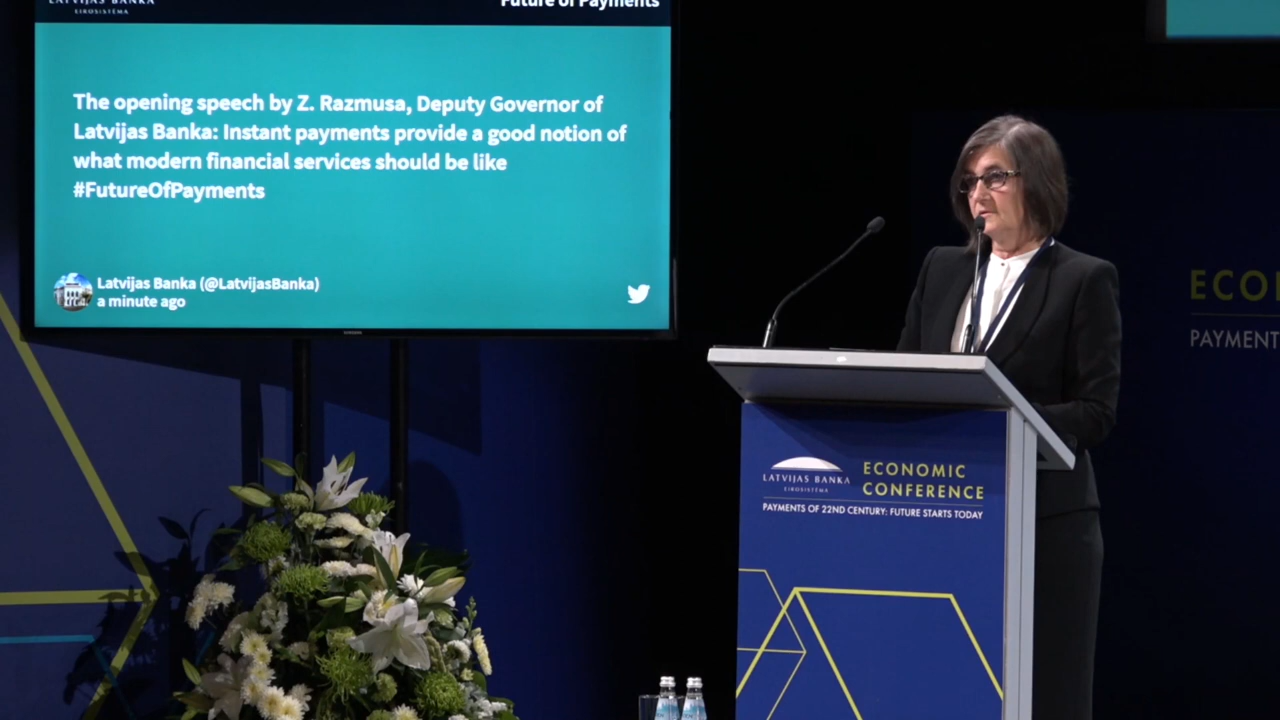 LATVIJAS BANKA
EIROSISTĒMA
Future of Payments
The opening speech by Z. Razmusa, Deputy Governor of
Latvijas Banka: Instant payments provide a good notion of
what modern financial services should be like
#FutureOfPayments
Latvijas Banka (@LatvijasBanka)
a minute ago
ECO
PAYMENT
LATVIJAS BANKA
EIROSISTĒMA
ECONOMIC
CONFERENCE
PAYMENTS OF 22ND CENTURY: FUTURE STARTS TODAY